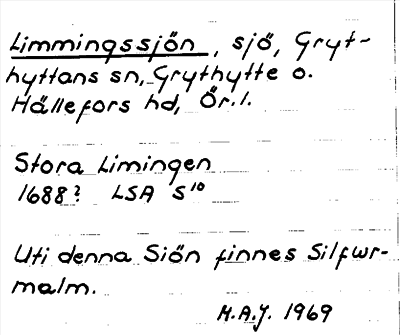 Limmingssjön, sjö, Gryt-
hyttans sn, Grythytte o.
Hällefors hd, Ör. l.
Stora Limingen
1688? LSA S¹⁰
Uti denna Siön finnes Silfwr-
malm.
H.A.J. 1969